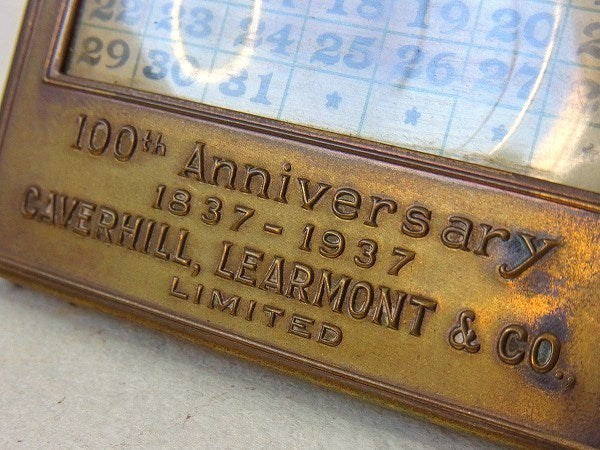 17 18 19 20
22 23 24 25 26 27
29 30 31 * * *
100th Anniversary
1837-1937
CAVERHILL, LEARMONT & CO.,
LIMITED